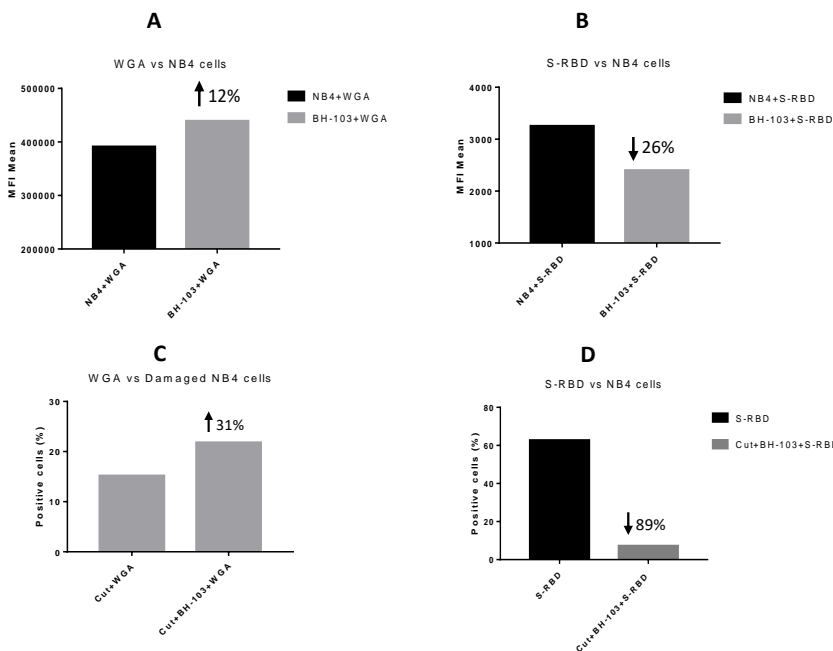 A
WGA vs NB4 cells
500000
400000
300000
200000
MFI Mean
12%
NB4+WGA
BH-103+WGA
NB4+WGA
BH-103+WGA
B
S-RBD vs NB4 cells
4000
3000
2000
1000
MFI Mean
26%
NB4+S-RBD
BH-103+S-RBD
NB4+S-RBD
BH-103+S-RBD
C
WGA vs Damaged NB4 cells
30
20
10
0
Positive cells (%)
31%
Cut+WGA
Cut+BH-103+WGA
D
S-RBD vs NB4 cells
80
60
40
20
0
Positive cells (%)
89%
S-RBD
Cut+BH-103+S-RBD
S-RBD
Cut+BH-103+S-RBD